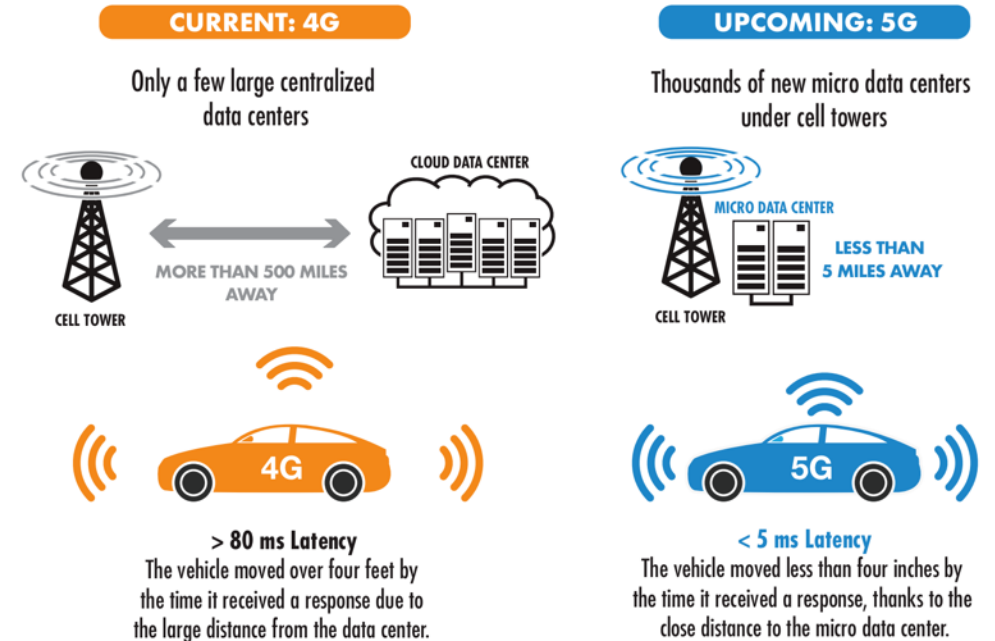 CURRENT: 4G
Only a few large centralized
data centers
CLOUD DATA CENTER
MORE THAN 500 MILES
AWAY
CELL TOWER
4G
> 80 ms Latency
The vehicle moved over four feet by
the time it received a response due to
the large distance from the data center.
UPCOMING: 5G
Thousands of new micro data centers
under cell towers
MICRO DATA CENTER
LESS THAN
5 MILES AWAY
CELL TOWER
5G
< 5 ms Latency
The vehicle moved less than four inches by
the time it received a response, thanks to the
close distance to the micro data center.